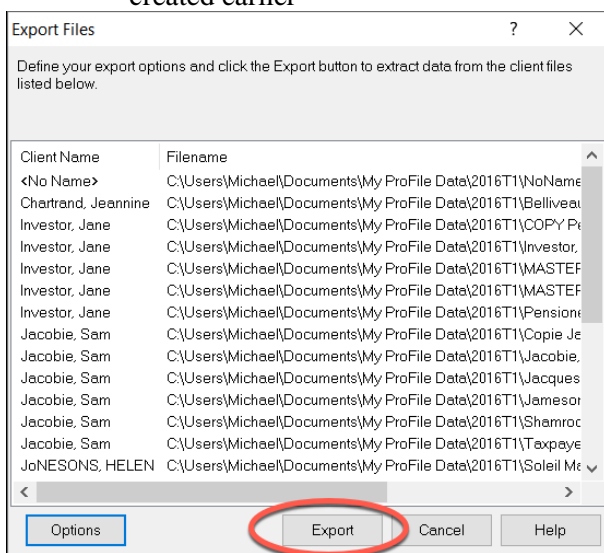 created earlier
Export Files ? ×
Define your export options and click the Export button to extract data from the client files
listed below.
Client Name Filename
<No Name> C:\Users\Michael\Documents\My ProFile Data\2016T1\NoName
Chartrand, Jeannine C:\Users\Michael\Documents\My ProFile Data\2016T1\Belliveau
Investor, Jane C:\Users\Michael\Documents\My ProFile Data\2016T1\COPY Pe
Investor, Jane C:\Users\Michael\Documents\My ProFile Data\2016T1\Investor,
Investor, Jane C:\Users\Michael\Documents\My ProFile Data\2016T1\MASTER
Investor, Jane C:\Users\Michael\Documents\My ProFile Data\2016T1\MASTER
Investor, Jane C:\Users\Michael\Documents\My ProFile Data\2016T1\Pensione
Jacobie, Sam C:\Users\Michael\Documents\My ProFile Data\2016T1\Copie Ja
Jacobie, Sam C:\Users\Michael\Documents\My ProFile Data\2016T1\Jacobie,
Jacobie, Sam C:\Users\Michael\Documents\My ProFile Data\2016T1\Jacques
Jacobie, Sam C:\Users\Michael\Documents\My ProFile Data\2016T1\Jameson
Jacobie, Sam C:\Users\Michael\Documents\My ProFile Data\2016T1\Shamroc
Jacobie, Sam C:\Users\Michael\Documents\My ProFile Data\2016T1\Taxpaye
JoNESONS, HELEN C:\Users\Michael\Documents\My ProFile Data\2016T1\Soleil Ma
Options Export Cancel Help